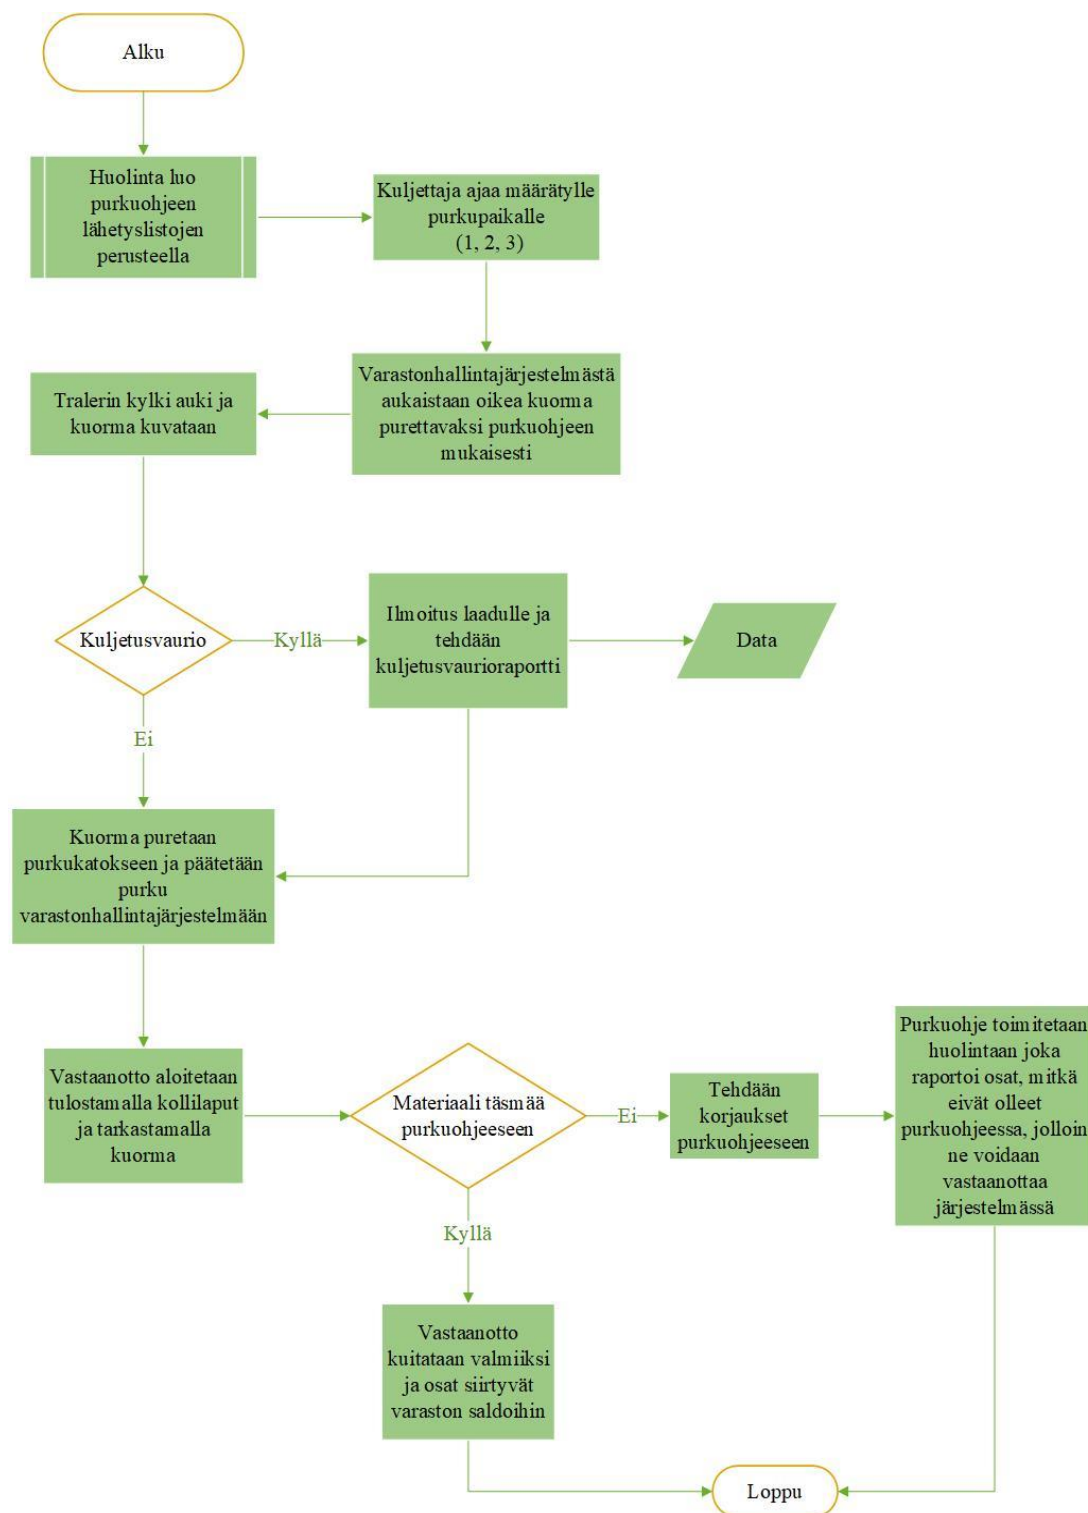 Alku
Huolinta luo
purkuohjeen
lähetyslistojen
perusteella
Kuljettaja ajaa määrätylle
purkupaikalle
(1, 2, 3)
Varastonhallintajärjestelmästä
aukaistaan oikea kuorma
purettavaksi purkuohjeen
mukaisesti
Tralerin kylki auki ja
kuorma kuvataan
Kuljetusvaurio
Kyllä
Ilmoitus laadulle ja
tehdään
kuljetusvaurioraportti
Data
Ei
Kuorma puretaan
purkukatokseen ja päätetään
purku
varastonhallintajärjestelmään
Vastaanotto aloitetaan
tulostamalla kollilaput
ja tarkastamalla
kuorma
Materiaali täsmää
purkuohjeeseen
Ei
Tehdään
korjaukset
purkuohjeeseen
Purkuohje toimitetaan
huolintaan joka
raportoi osat, mitkä
eivät olleet
purkuohjeessa, jolloin
ne voidaan
vastaanottaa
järjestelmässä
Kyllä
Vastaanotto
kuitataan valmiiksi
ja osat siirtyvät
varaston saldoihin
Loppu